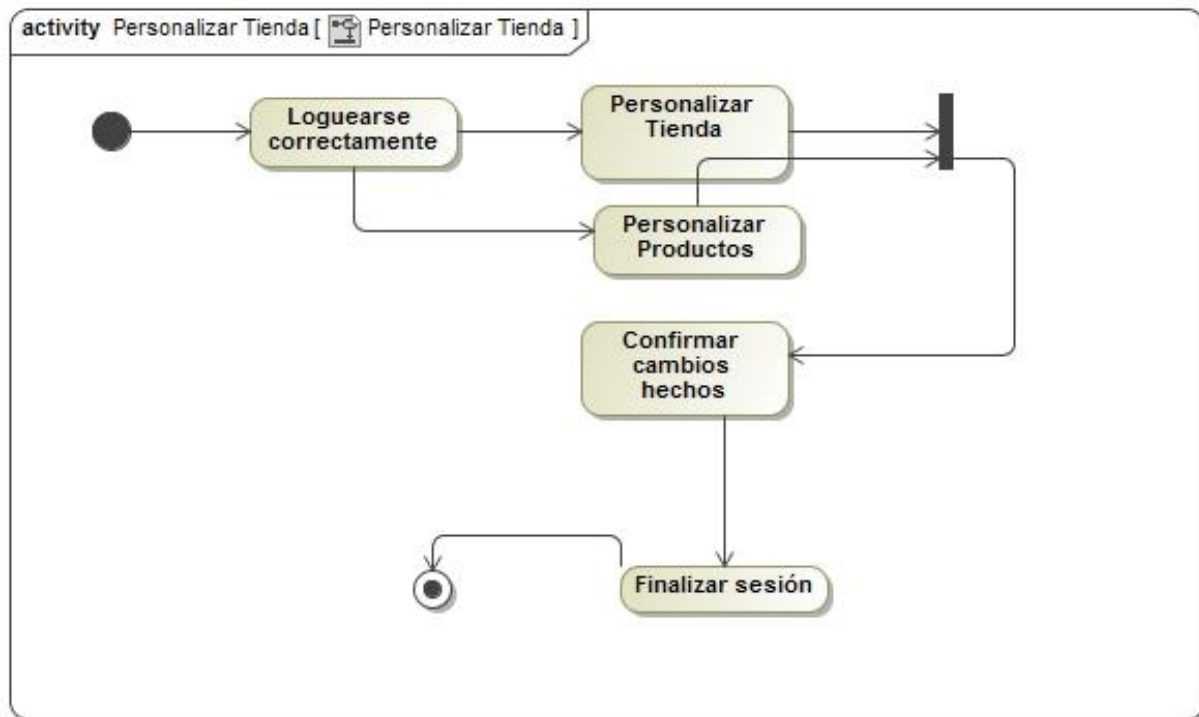 activity Personalizar Tienda [ Personalizar Tienda ]
Loguearse
correctamente
Personalizar
Tienda
Personalizar
Productos
Confirmar
cambios
hechos
Finalizar sesión